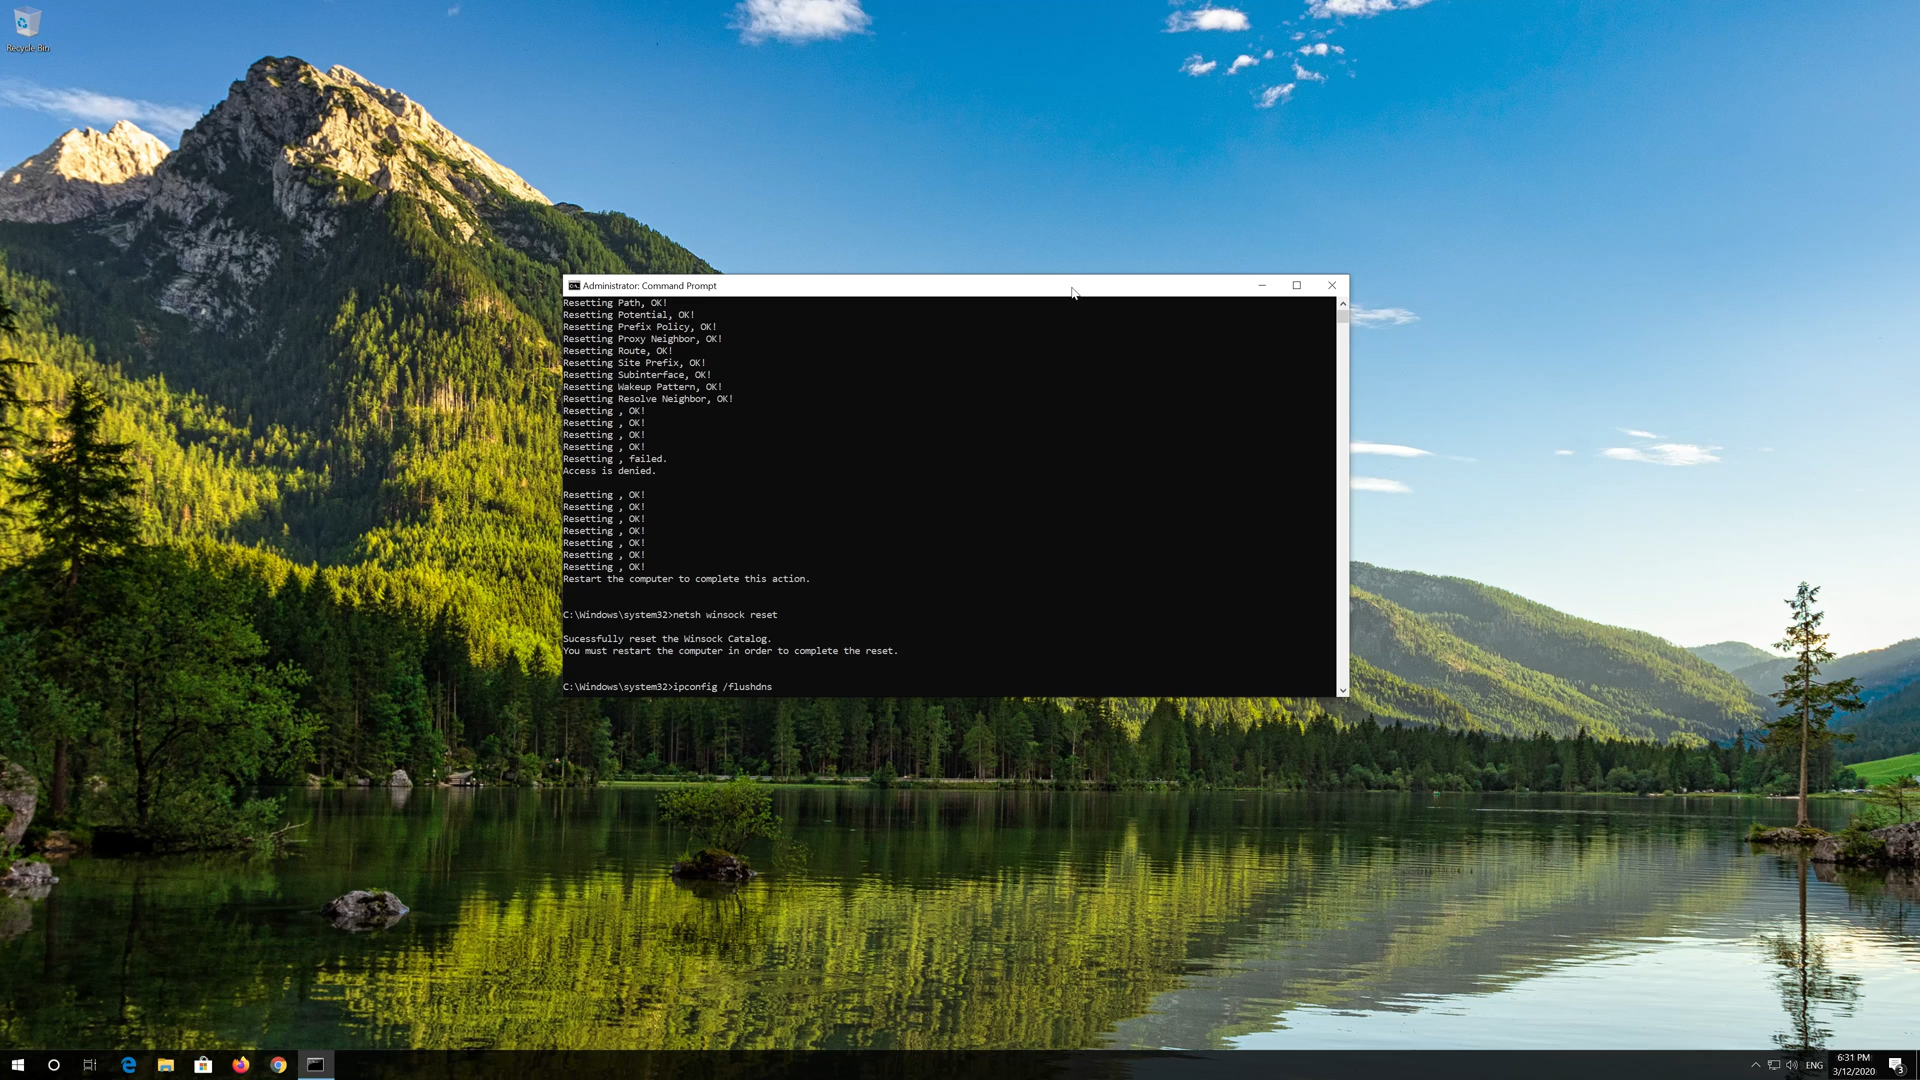 Recycle Bin
Administrator: Command Prompt
Resetting Path, OK!
Resetting Potential, OK!
Resetting Prefix Policy, OK!
Resetting Proxy Neighbor, OK!
Resetting Route, OK!
Resetting Site Prefix, OK!
Resetting Subinterface, OK!
Resetting Wakeup Pattern, OK!
Resetting Resolve Neighbor, OK!
Resetting , OK!
Resetting , OK!
Resetting , OK!
Resetting , OK!
Resetting , failed.
Access is denied.
Resetting , OK!
Resetting , OK!
Resetting , OK!
Resetting , OK!
Resetting , OK!
Resetting , OK!
Resetting , OK!
Restart the computer to complete this action.
C:\Windows\system32>netsh winsock reset
Sucessfully reset the Winsock Catalog.
You must restart the computer in order to complete the reset.
C:\Windows\system32>ipconfig /flushdns
ENG
6:31 PM
3/12/2020
3